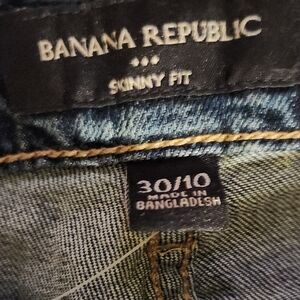 BANANA REPUBLIC
SKINNY FIT
30/10
MADE IN
BANGLADESH